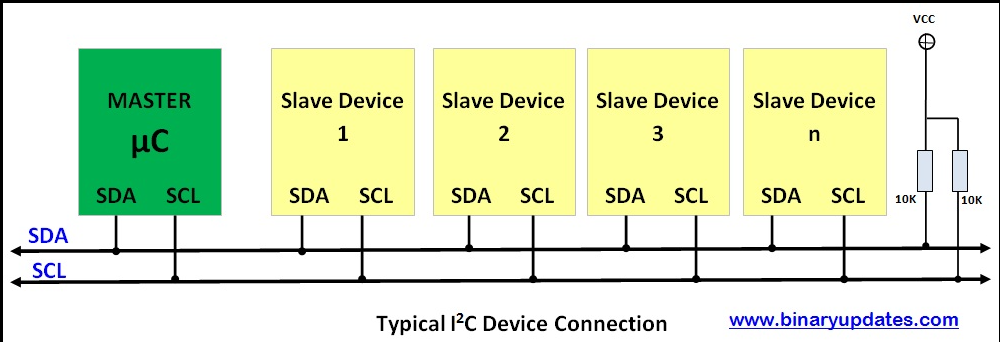 VCC
MASTER
µC
SDA SCL
Slave Device
1
SDA SCL
Slave Device
2
SDA SCL
Slave Device
3
SDA SCL
Slave Device
n
SDA SCL
10K
10K
SDA
SCL
Typical I²C Device Connection
www.binaryupdates.com